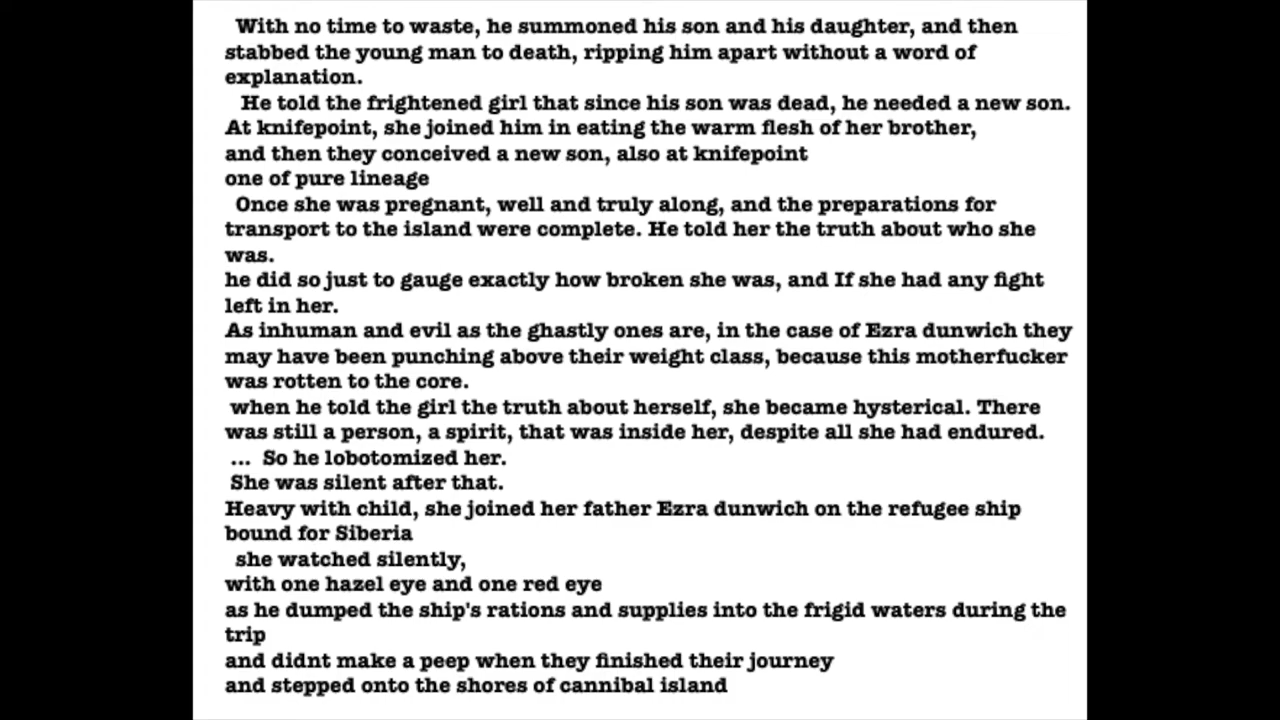 With no time to waste, he summoned his son and his daughter, and then
stabbed the young man to death, ripping him apart without a word of
explanation.
He told the frightened girl that since his son was dead, he needed a new son.
At knifepoint, she joined him in eating the warm flesh of her brother,
and then they conceived a new son, also at knifepoint
one of pure lineage
Once she was pregnant, well and truly along, and the preparations for
transport to the island were complete. He told her the truth about who she
was.
he did so just to gauge exactly how broken she was, and If she had any fight
left in her.
As inhuman and evil as the ghastly ones are, in the case of Ezra dunwich they
may have been punching above their weight class, because this motherfucker
was rotten to the core.
when he told the girl the truth about herself, she became hysterical. There
was still a person, a spirit, that was inside her, despite all she had endured.
... So he lobotomized her.
She was silent after that.
Heavy with child, she joined her father Ezra dunwich on the refugee ship
bound for Siberia
she watched silently,
with one hazel eye and one red eye
as he dumped the ship's rations and supplies into the frigid waters during the
trip
and didnt make a peep when they finished their journey
and stepped onto the shores of cannibal island